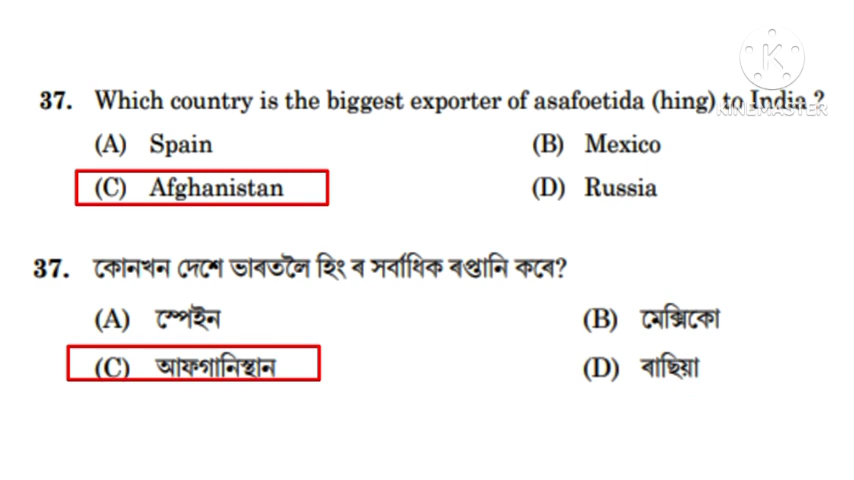 37. Which country is the biggest exporter of asafoetida (hing) to India ?
(A) Spain (B) Mexico
(C) Afghanistan (D) Russia
37. কোনখন দেশে ভাৰতলৈ হিং ৰ সৰ্বাধিক ৰপ্তানি কৰে?
(A) স্পেইন (B) মেক্সিকো
(C) আফগানিস্থান (D) ৰাছিয়া
K
KINEMASTER